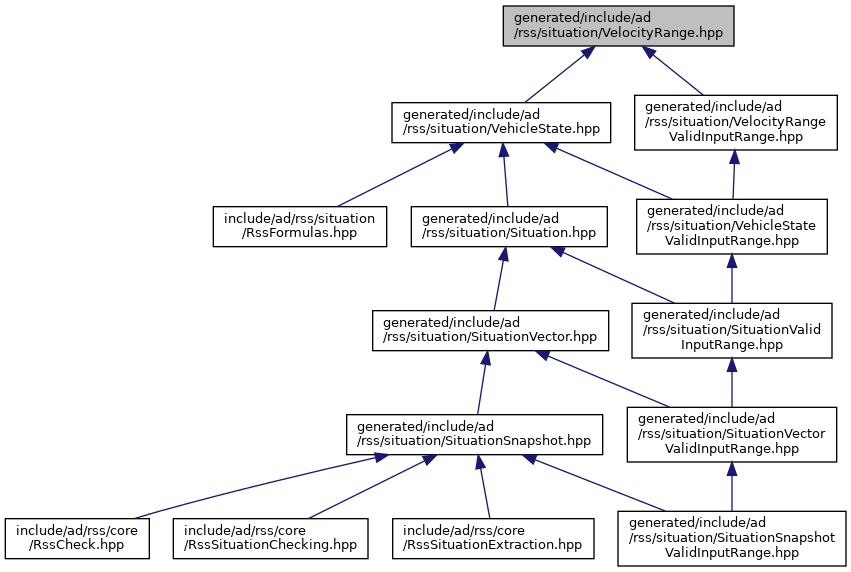 generated/include/ad
/rss/situation/VelocityRange.hpp
generated/include/ad
/rss/situation/VehicleState.hpp
generated/include/ad
/rss/situation/VelocityRange
ValidInputRange.hpp
include/ad/rss/situation
/RssFormulas.hpp
generated/include/ad
/rss/situation/Situation.hpp
generated/include/ad
/rss/situation/VehicleState
ValidInputRange.hpp
generated/include/ad
/rss/situation/SituationVector.hpp
generated/include/ad
/rss/situation/SituationValid
InputRange.hpp
generated/include/ad
/rss/situation/SituationSnapshot.hpp
generated/include/ad
/rss/situation/SituationVector
ValidInputRange.hpp
include/ad/rss/core
/RssCheck.hpp
include/ad/rss/core
/RssSituationChecking.hpp
include/ad/rss/core
/RssSituationExtraction.hpp
generated/include/ad
/rss/situation/SituationSnapshot
ValidInputRange.hpp